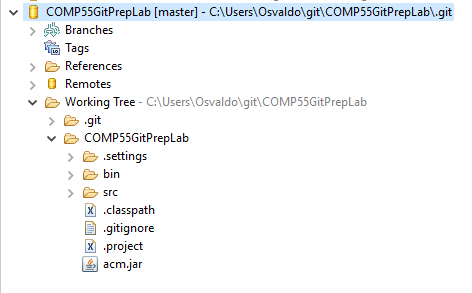 COMP55GitPrepLab [master] - C:\Users\Osvaldo\git\COMP55GitPrepLab\.git
Branches
Tags
References
Remotes
Working Tree - C:\Users\Osvaldo\git\COMP55GitPrepLab
.git
COMP55GitPrepLab
.settings
bin
src
.classpath
.gitignore
.project
acm.jar